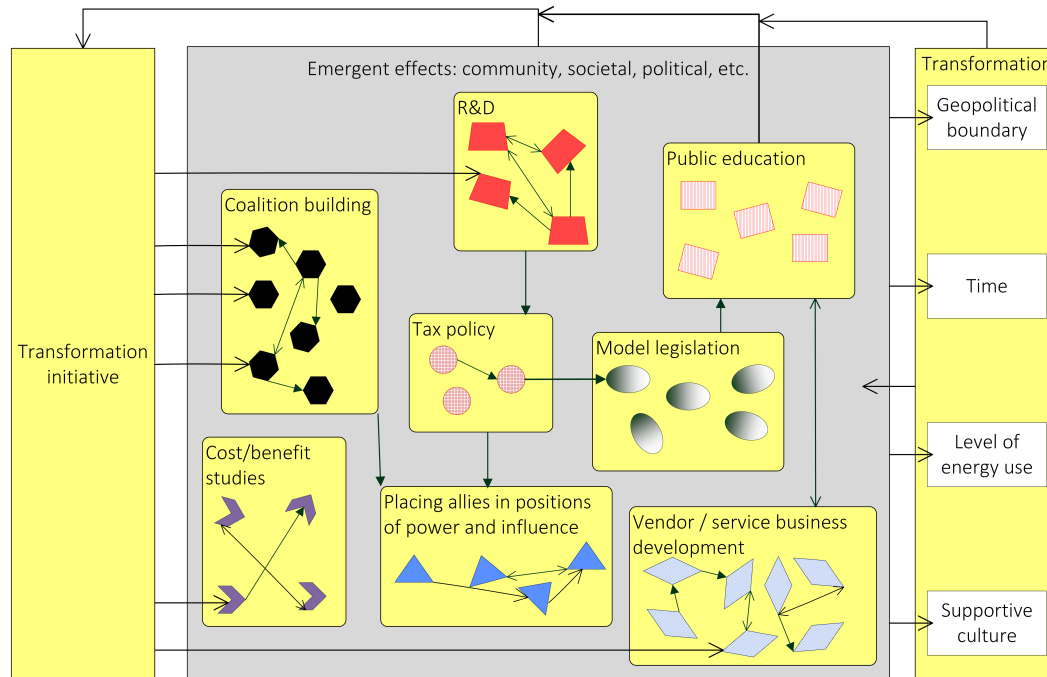 Emergent effects: community, societal, political, etc.
Transformation
R&D
Geopolitical
boundary
Public education
Coalition building
Time
Tax policy
Transformation
initiative
Model legislation
Cost/benefit
studies
Level of
energy use
Placing allies in positions
of power and influence
Vendor / service business
development
Supportive
culture